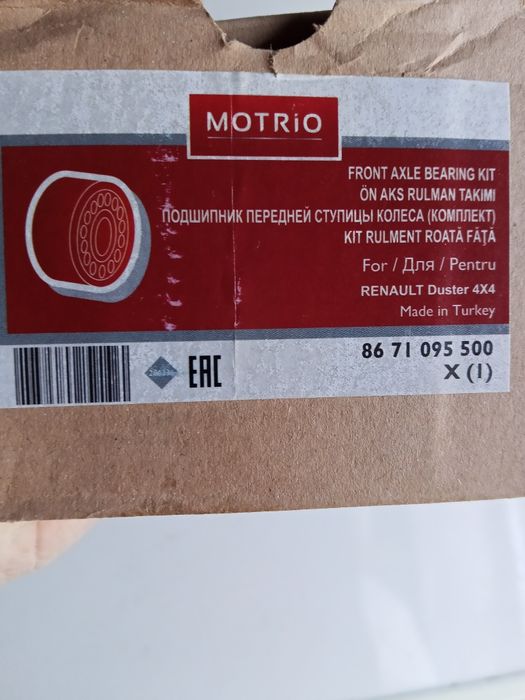 MOTRiO
FRONT AXLE BEARING KIT
ÖN AKS RULMAN TAKIMI
ПОДШИПНИК ПЕРЕДНЕЙ СТУПИЦЫ КОЛЕСА (КОМПЛЕКТ)
KIT RULMENT ROATĂ FĂŢĂ
For / Для / Pentru
RENAULT Duster 4X4
Made in Turkey
86 71 095 500
X (1)
EAC